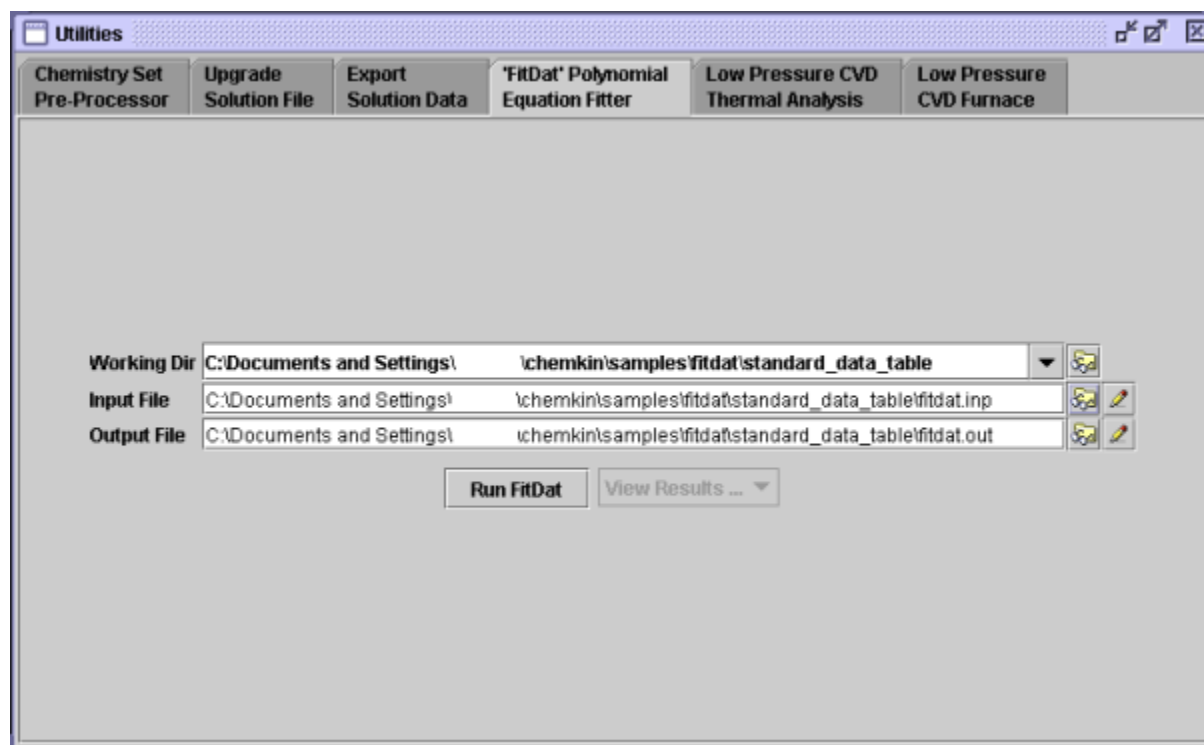 Utilities
Chemistry Set
Pre-Processor
Upgrade
Solution File
Export
Solution Data
'FitDat' Polynomial
Equation Fitter
Low Pressure CVD
Thermal Analysis
Low Pressure
CVD Furnace
Working Dir C:\Documents and Settings\ \chemkin\samples\fitdat\standard_data_table
Input File C:\Documents and Settings\ \chemkin\samples\fitdat\standard_data_table\fitdat.inp
Output File C:\Documents and Settings\ \chemkin\samples\fitdat\standard_data_table\fitdat.out
Run FitDat View Results ...